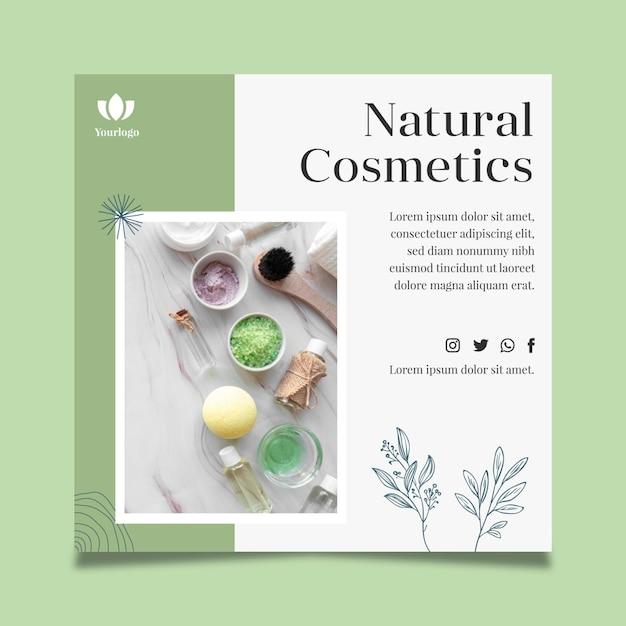 Yourlogo
Natural
Cosmetics
Lorem ipsum dolor sit amet,
consectetuer adipiscing elit,
sed diam nonummy nibh
euismod tincidunt ut laoreet
dolore magna aliquam erat.
Lorem ipsum dolor sit amet.